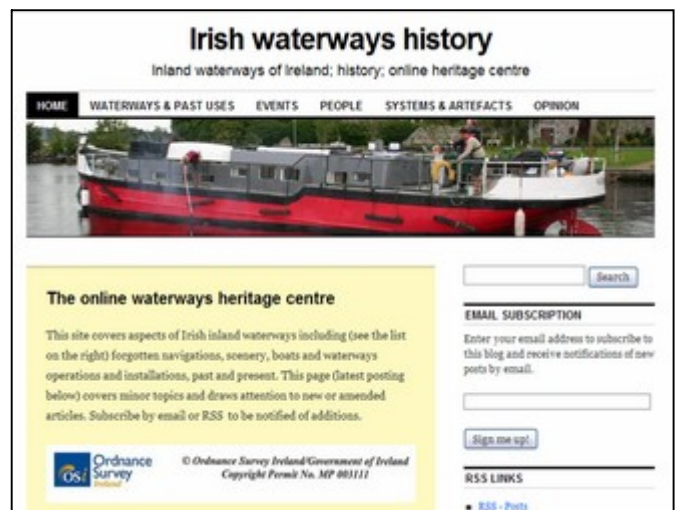 Irish waterways history
Inland waterways of Ireland; history; online heritage centre
HOME WATERWAYS & PAST USES EVENTS PEOPLE SYSTEMS & ARTEFACTS OPINION
The online waterways heritage centre
This site covers aspects of Irish inland waterways including (see the list
on the right) forgotten navigations, scenery, boats and waterways
operations and installations, past and present. This page (latest posting
below) covers minor topics and draws attention to new or amended
articles. Subscribe by email or RSS to be notified of additions.
osi Ordnance
Survey
Ireland
© Ordnance Survey Ireland/Government of Ireland
Copyright Permit No. MP 003111
Search
EMAIL SUBSCRIPTION
Enter your email address to subscribe to
this blog and receive notifications of new
posts by email.
Sign me up!
RSS LINKS
RSS - Posts